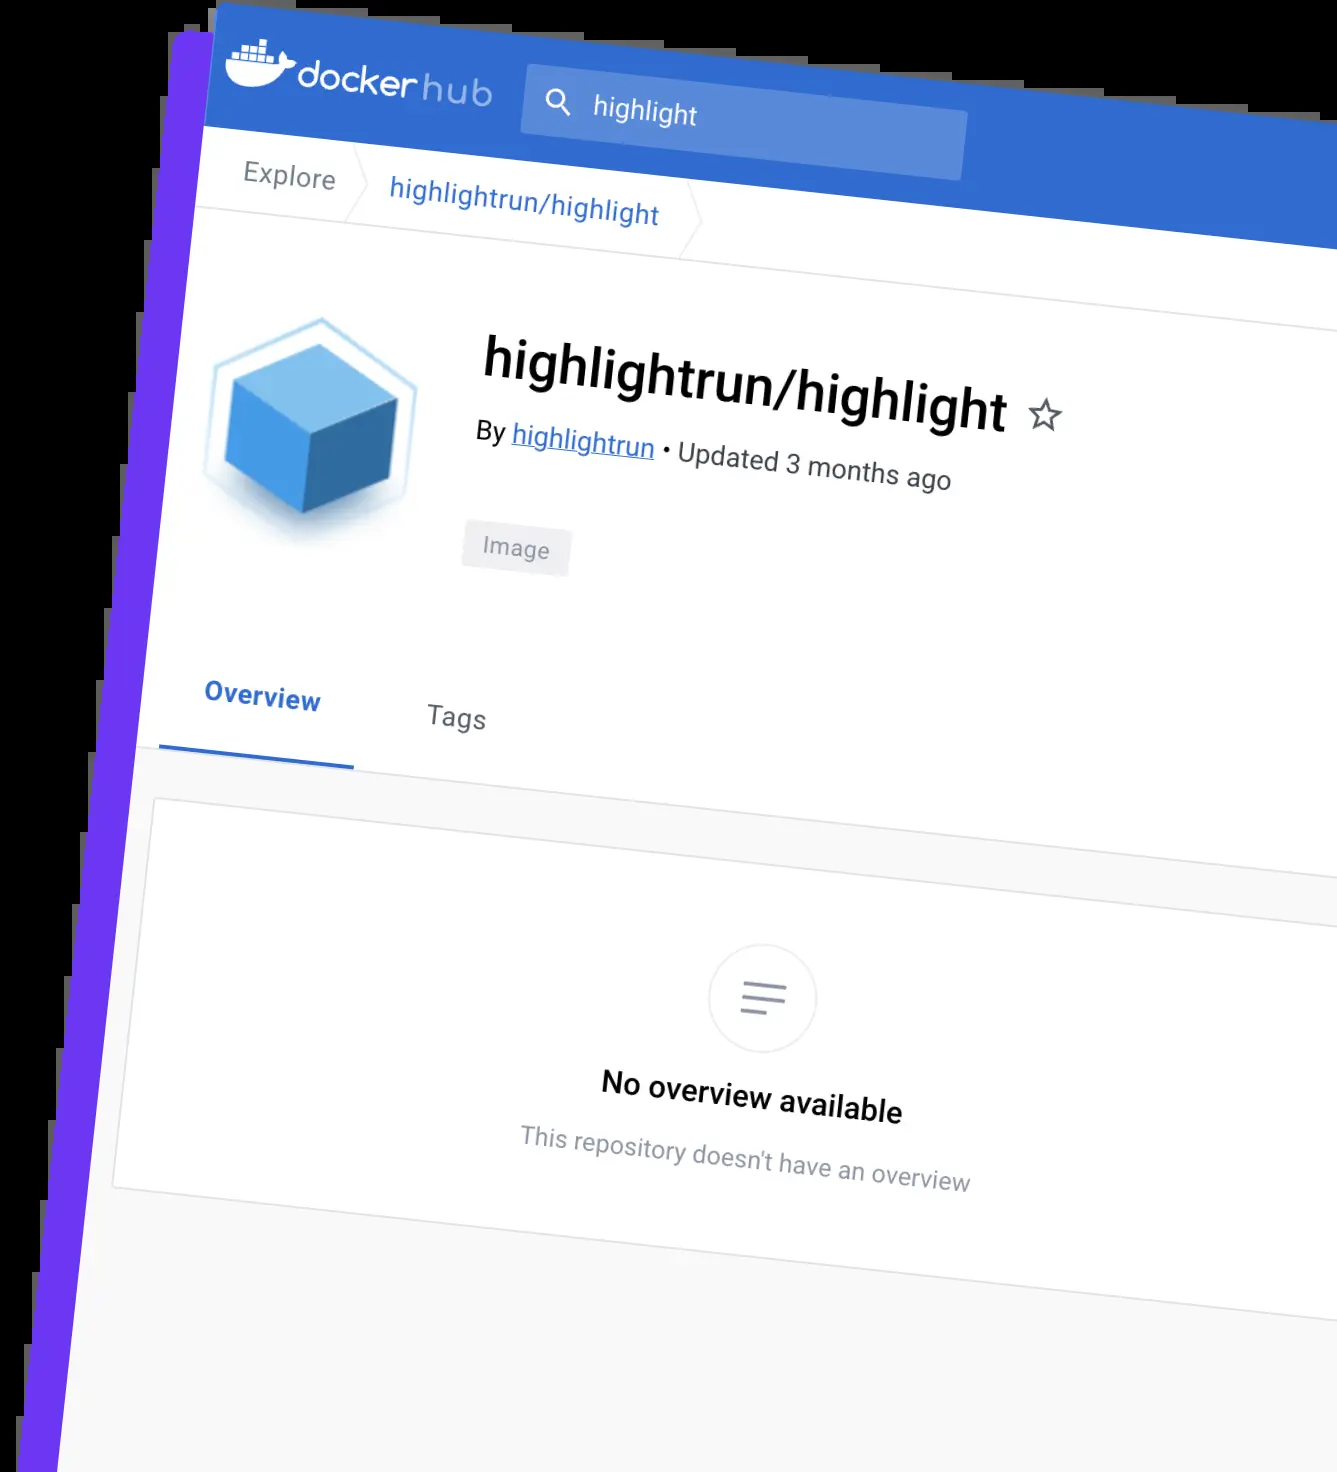 docker hub
highlight
Explore
highlightrun/highlight
highlightrun/highlight
By highlightrun • Updated 3 months ago
Image
Overview
Tags
No overview available
This repository doesn't have an overview